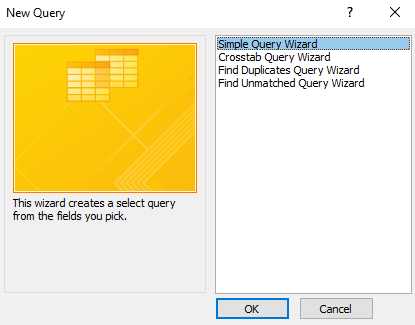 New Query
?
Simple Query Wizard
Crosstab Query Wizard
Find Duplicates Query Wizard
Find Unmatched Query Wizard
This wizard creates a select query
from the fields you pick.
OK
Cancel